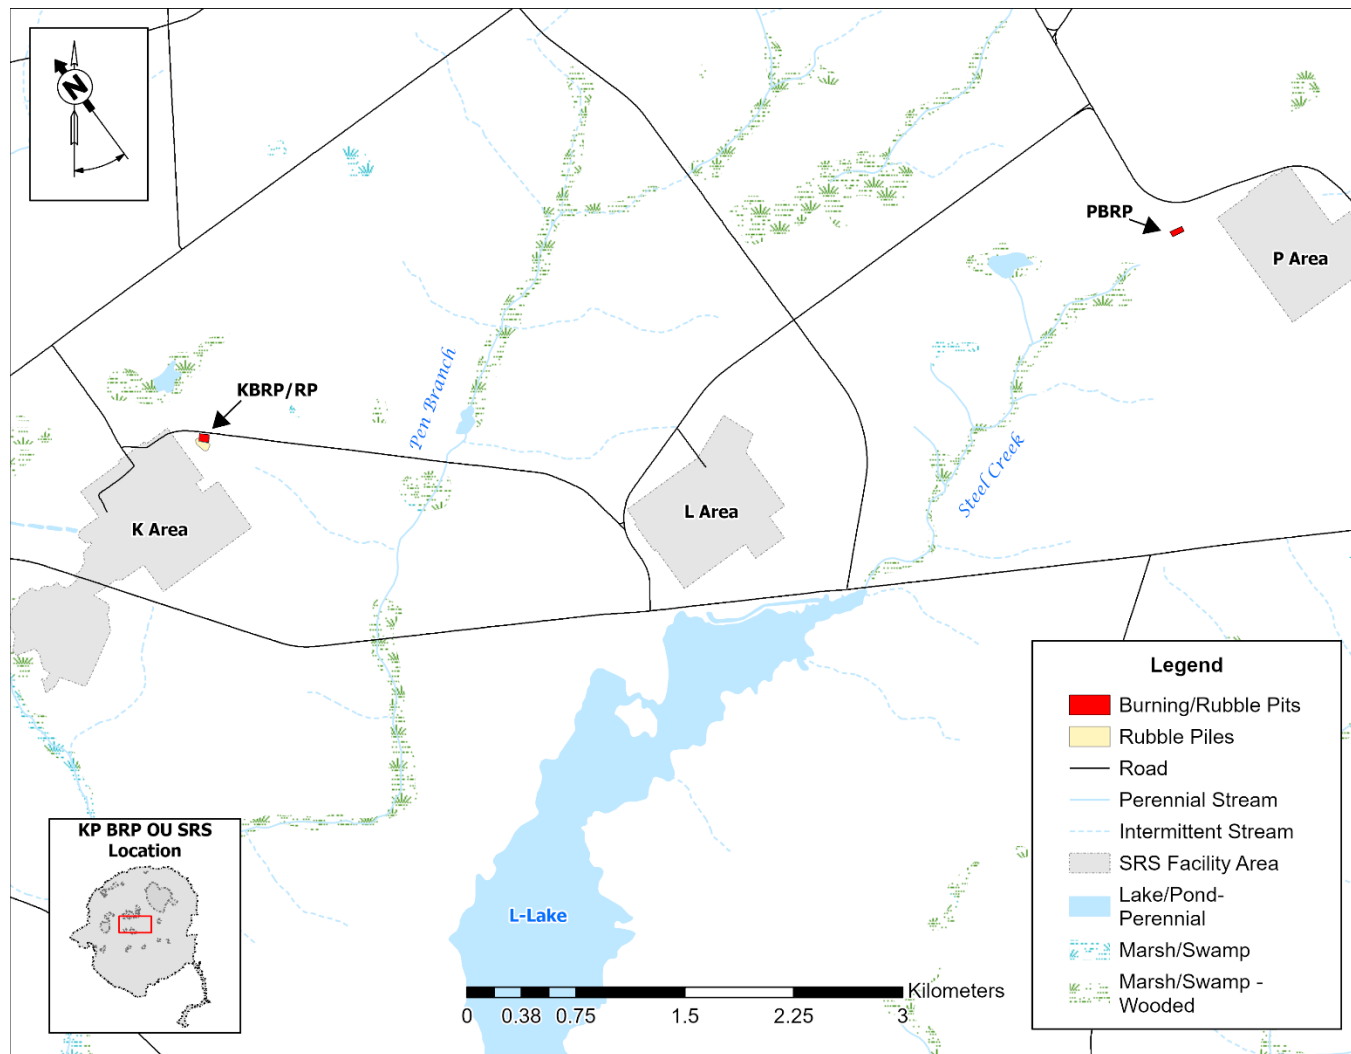 N
PBRP
P Area
KBRP/RP
Pen Branch
Steel Creek
K Area
L Area
L-Lake
Legend
Burning/Rubble Pits
Rubble Piles
Road
Perennial Stream
Intermittent Stream
SRS Facility Area
Lake/Pond-
Perennial
Marsh/Swamp
Marsh/Swamp -
Wooded
KP BRP OU SRS
Location
Kilometers
0 0.38 0.75 1.5 2.25 3